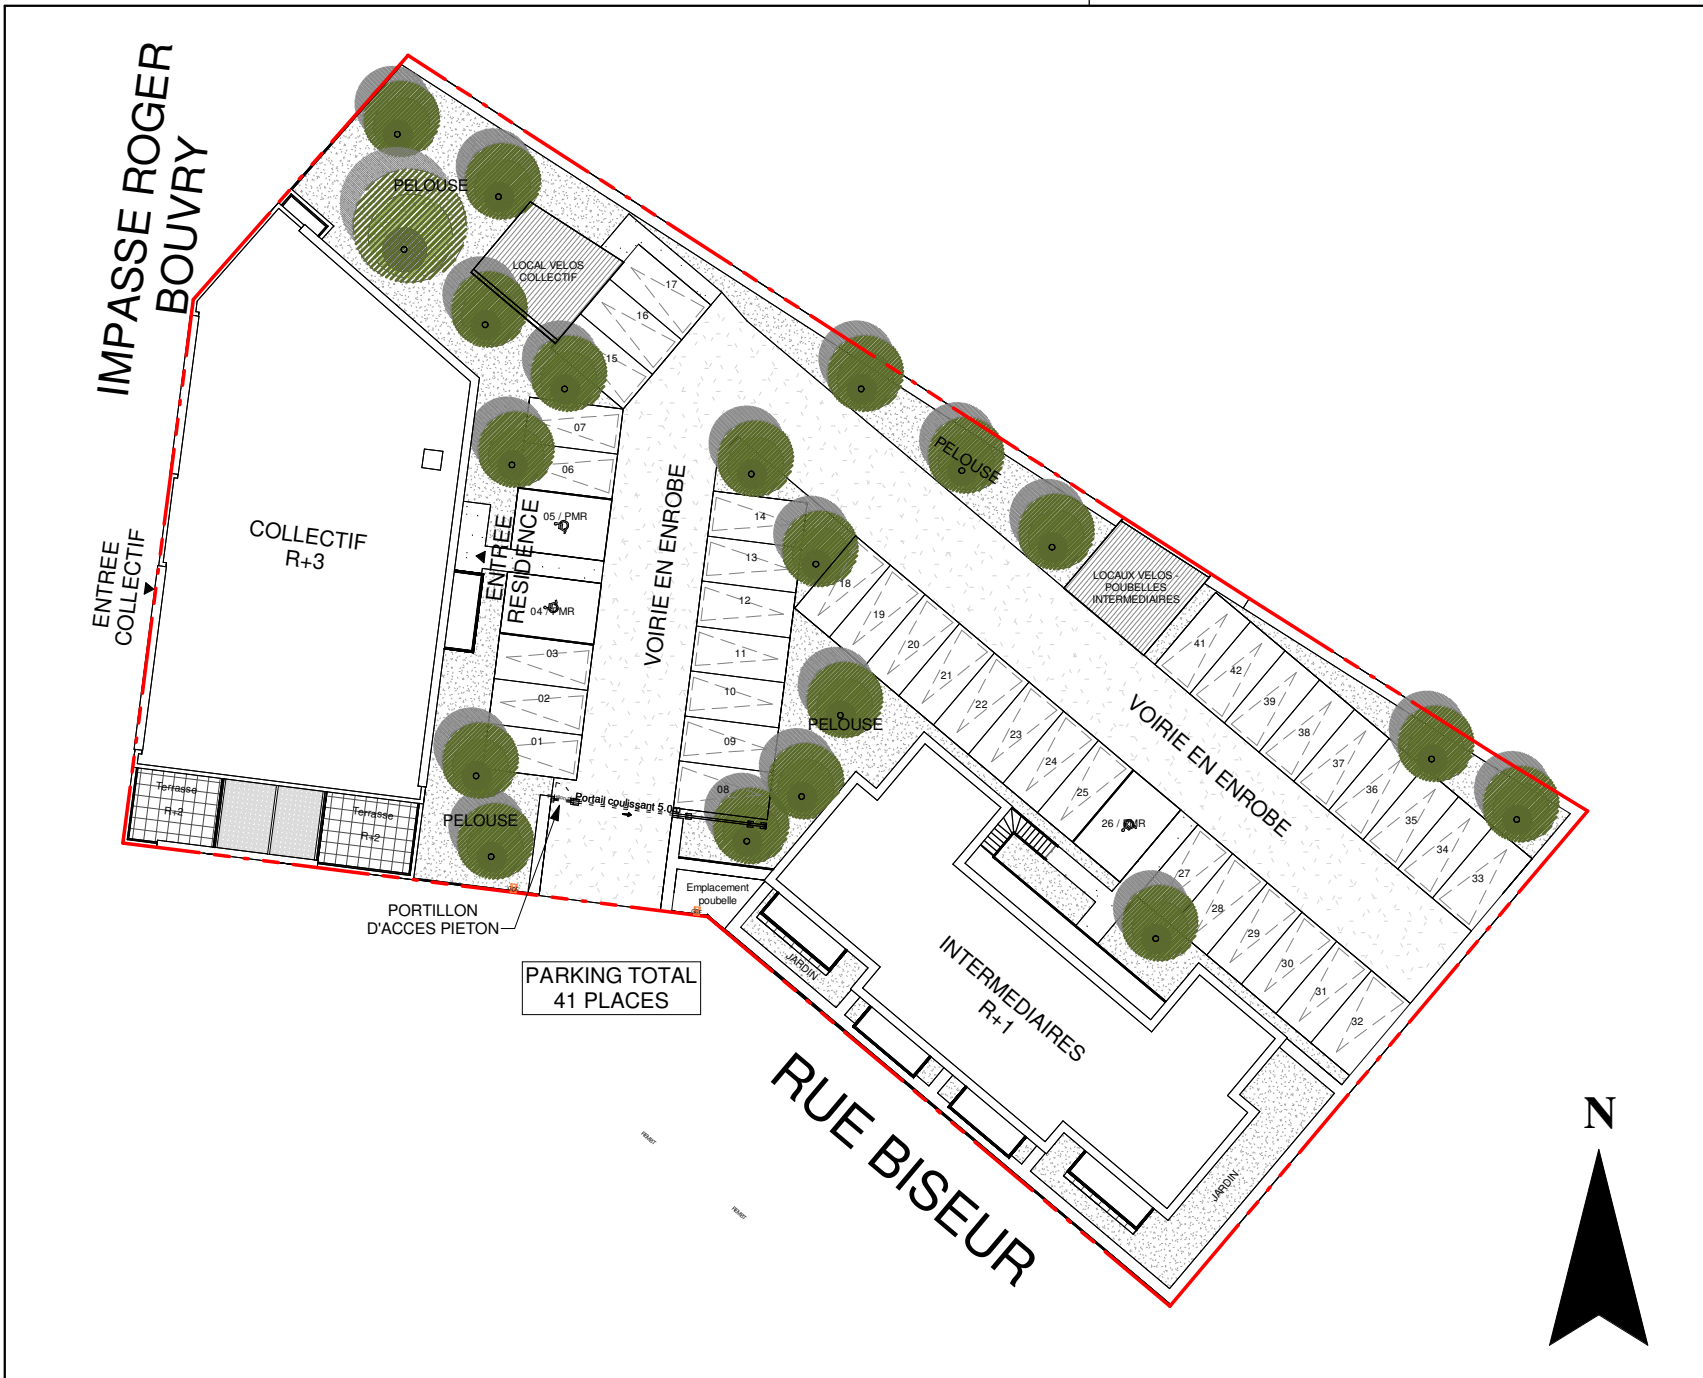 IMPASSE ROGER
BOUVRY
PELOUSE
LOCAL VELOS
COLLECTIF
17
16
15
07
06
05 / PMR
ENTREE
RESIDENCE
04 / PMR
03
02
01
COLLECTIF
R+3
ENTREE
COLLECTIF
VOIRIE EN ENROBE
14
13
12
11
10
09
08
PELOUSE
PELOUSE
LOCAUX VELOS -
POUBELLES
INTERMEDIAIRES
18
19
20
21
22
23
24
25
26 / PMR
27
28
29
30
31
32
41
42
39
38
37
36
35
34
33
VOIRIE EN ENROBE
Terrasse
R+2
Terrasse
R+2
PELOUSE
Portail coulissant 5.00
PORTILLON
D'ACCES PIETON
Emplacement
poubelle
PARKING TOTAL
41 PLACES
JARDIN
INTERMEDIAIRES
R+1
JARDIN
RUE BISEUR
N